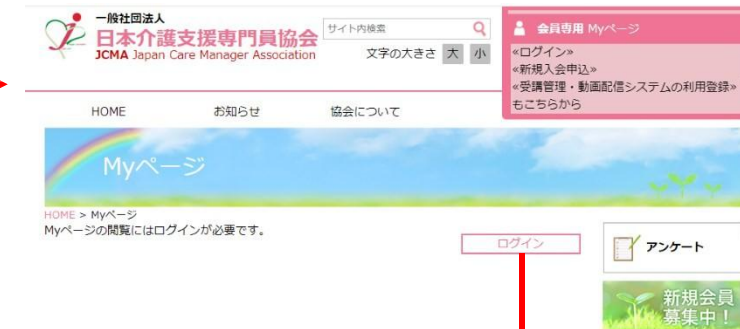 一般社団法人
日本介護支援専門員協会
JCMA Japan Care Manager Association
サイト内検索
文字の大きさ 大 小
会員専用 Myページ
«ログイン»
«新規入会申込»
«受講管理・動画配信システムの利用登録»
もこちらから
HOME お知らせ 協会について
Myページ
HOME > Myページ
Myページの閲覧にはログインが必要です。
ログイン
アンケート
新規会員
募集中！